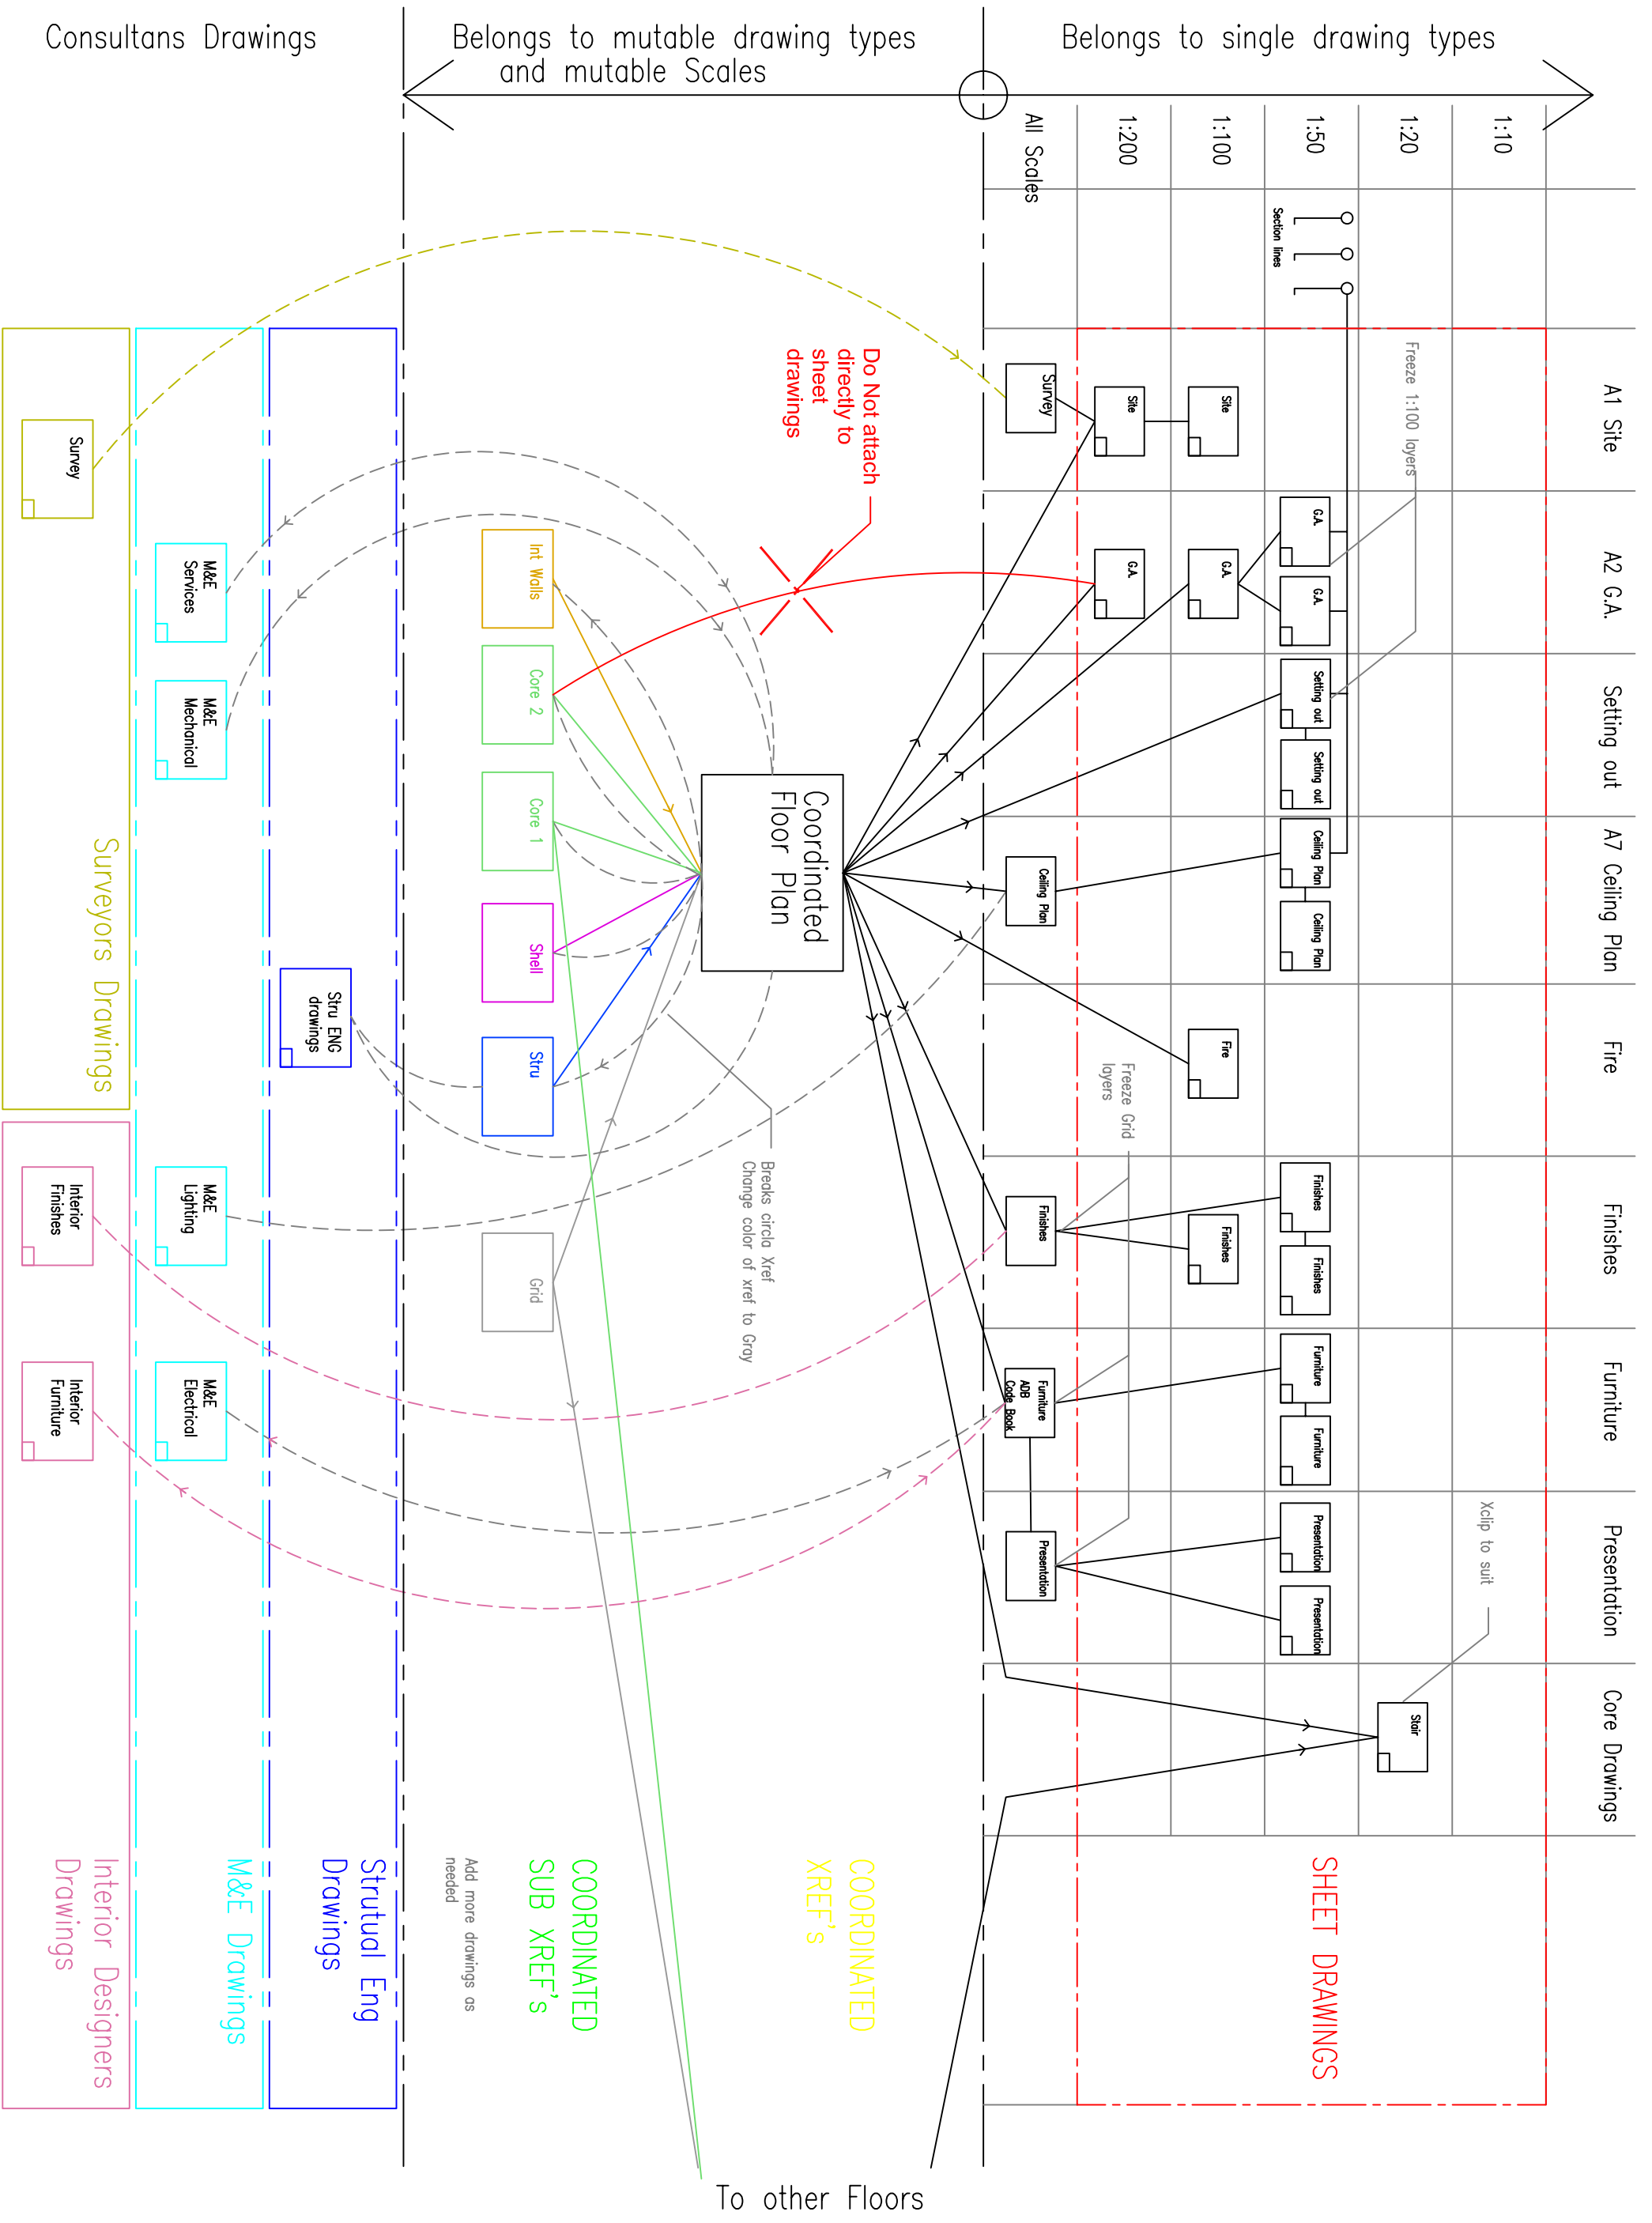 Consultans Drawings
Belongs to mutable drawing types
and mutable Scales
Belongs to single drawing types
All Scales
1:200
1:100
1:50
1:20
1:10
Section lines
A1 Site
A2 G.A.
Setting out
A7 Ceiling Plan
Fire
Finishes
Furniture
Presentation
Core Drawings
Freeze 1:100 layers
Survey
Site
Site
G.A.
G.A.
G.A.
G.A.
Setting out
Setting out
Ceiling Plan
Ceiling Plan
Ceiling Plan
Fire
Freeze Grid
layers
Finishes
Finishes
Finishes
Finishes
Furniture
ADB
Code Book
Furniture
Furniture
Presentation
Presentation
Presentation
Xclip to suit
Stair
SHEET DRAWINGS
Do Not attach
directly to
sheet
drawings
Coordinated
Floor Plan
Breaks circla Xref
Change color of xref to Gray
COORDINATED
XREF's
Int Walls
Core 2
Core 1
Shell
Stru
Grid
COORDINATED
SUB XREF's
Add more drawings as
needed
Stru ENG
drawings
Strutual Eng
Drawings
M&E
Services
M&E
Mechanical
M&E
Lighting
M&E
Electrical
M&E Drawings
Survey
Surveyors Drawings
Interior
Finishes
Interior
Furniture
Interior Designers
Drawings
To other Floors